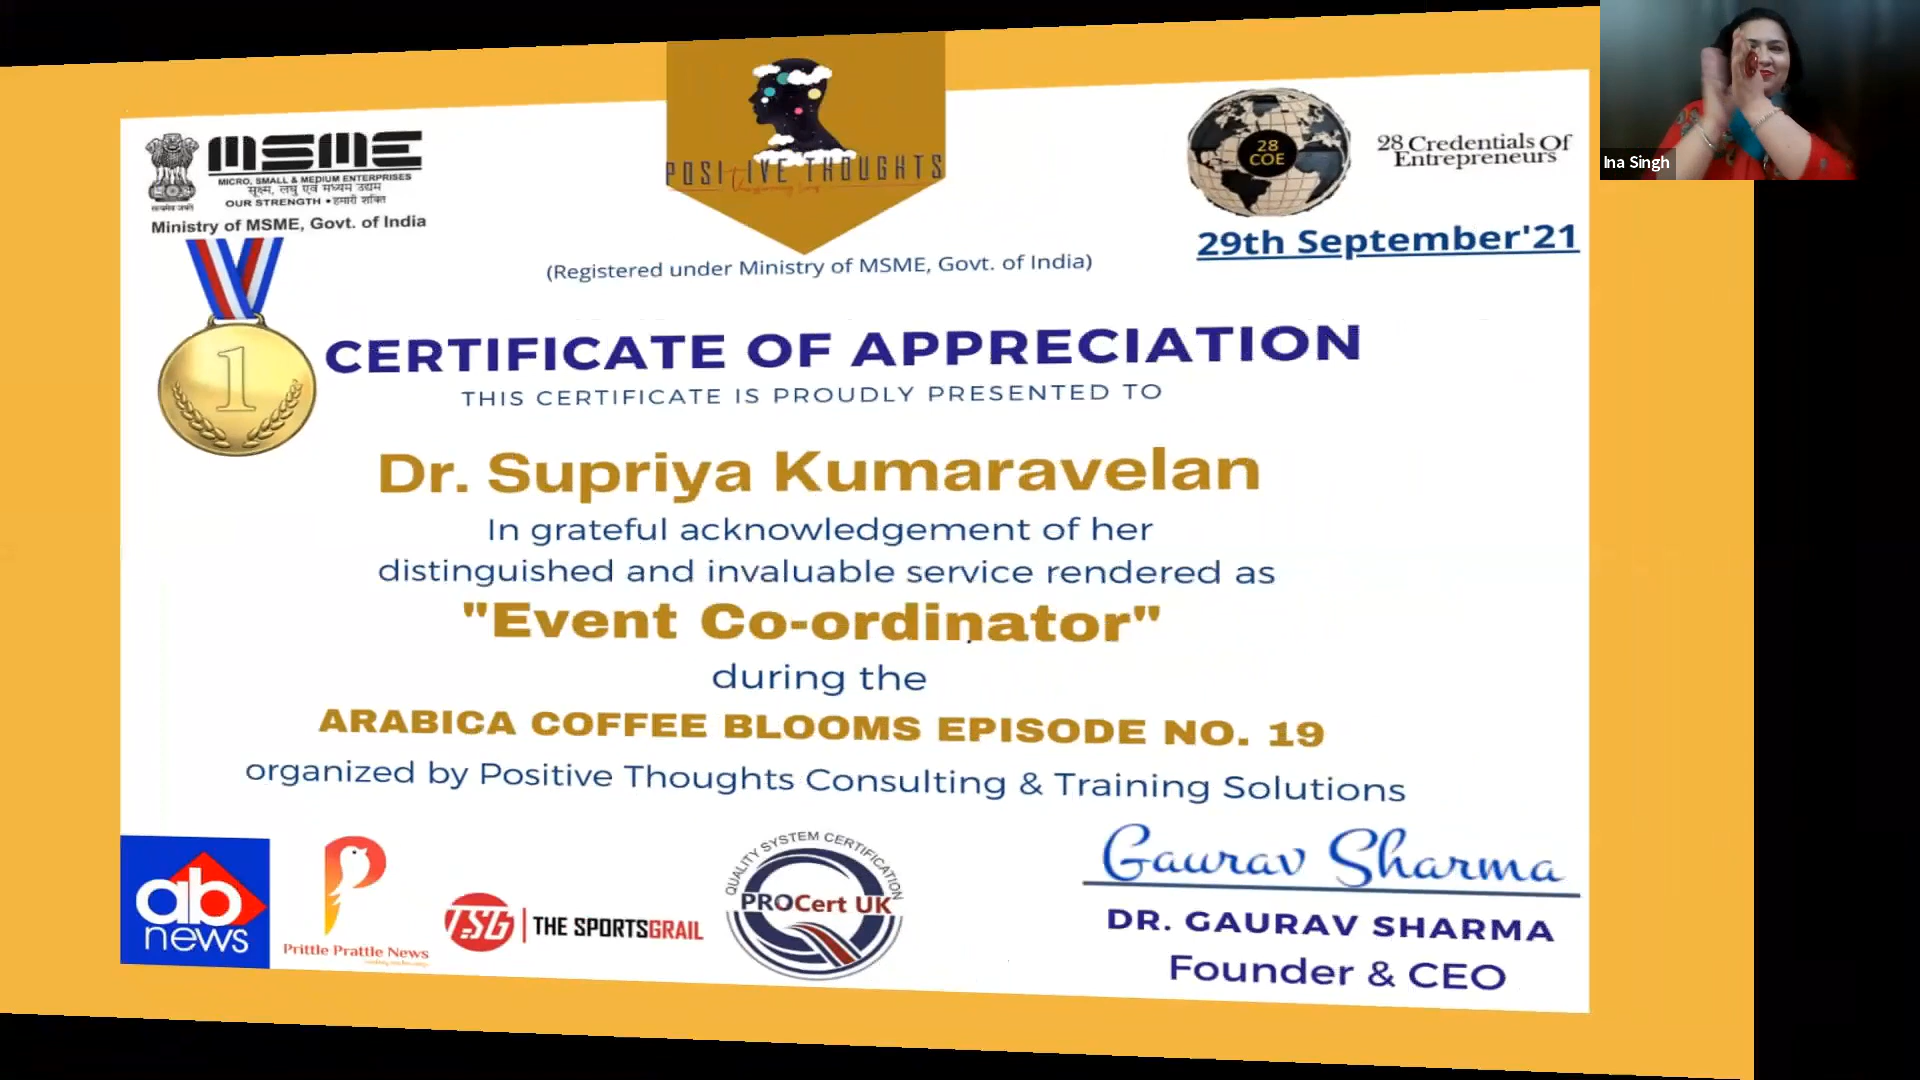 MSME
MICRO, SMALL & MEDIUM ENTERPRISES
सूक्ष्म, लघु एवं मध्यम उद्यम
OUR STRENGTH • हमारी शक्ति
सत्यमेव जयते
Ministry of MSME, Govt. of India
POSITIVE THOUGHTS
(Registered under Ministry of MSME, Govt. of India)
28
COE
28 Credentials Of
Entrepreneurs
29th September'21
Ina Singh
1
CERTIFICATE OF APPRECIATION
THIS CERTIFICATE IS PROUDLY PRESENTED TO
Dr. Supriya Kumaravelan
In grateful acknowledgement of her
distinguished and invaluable service rendered as
"Event Co-ordinator"
during the
ARABICA COFFEE BLOOMS EPISODE NO. 19
organized by Positive Thoughts Consulting & Training Solutions
ab
news
Prittle Prattle News
TSG THE SPORTSGRAIL
QUALITY SYSTEM CERTIFICATION
PROCert UK
Gaurav Sharma
DR. GAURAV SHARMA
Founder & CEO